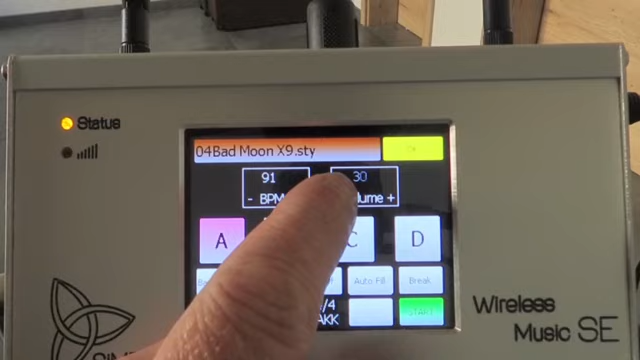 Status
04Bad Moon X9.sty
91 30
- BPM lume +
A C D
Auto Fill Break
/4 START
AKK
Wireless
Music SE